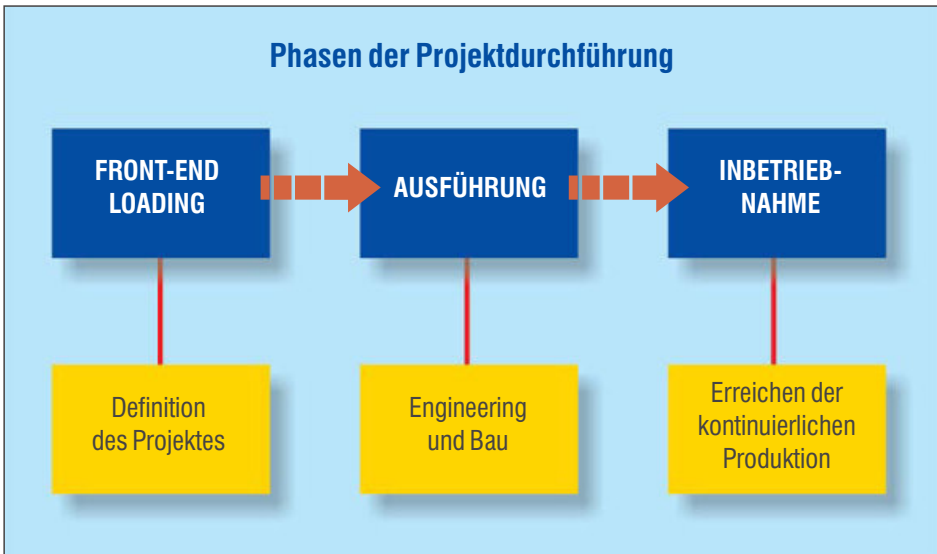 Phasen der Projektdurchführung
FRONT-END
LOADING
AUSFÜHRUNG
INBETRIEB-
NAHME
Definition
des Projektes
Engineering
und Bau
Erreichen der
kontinuierlichen
Produktion